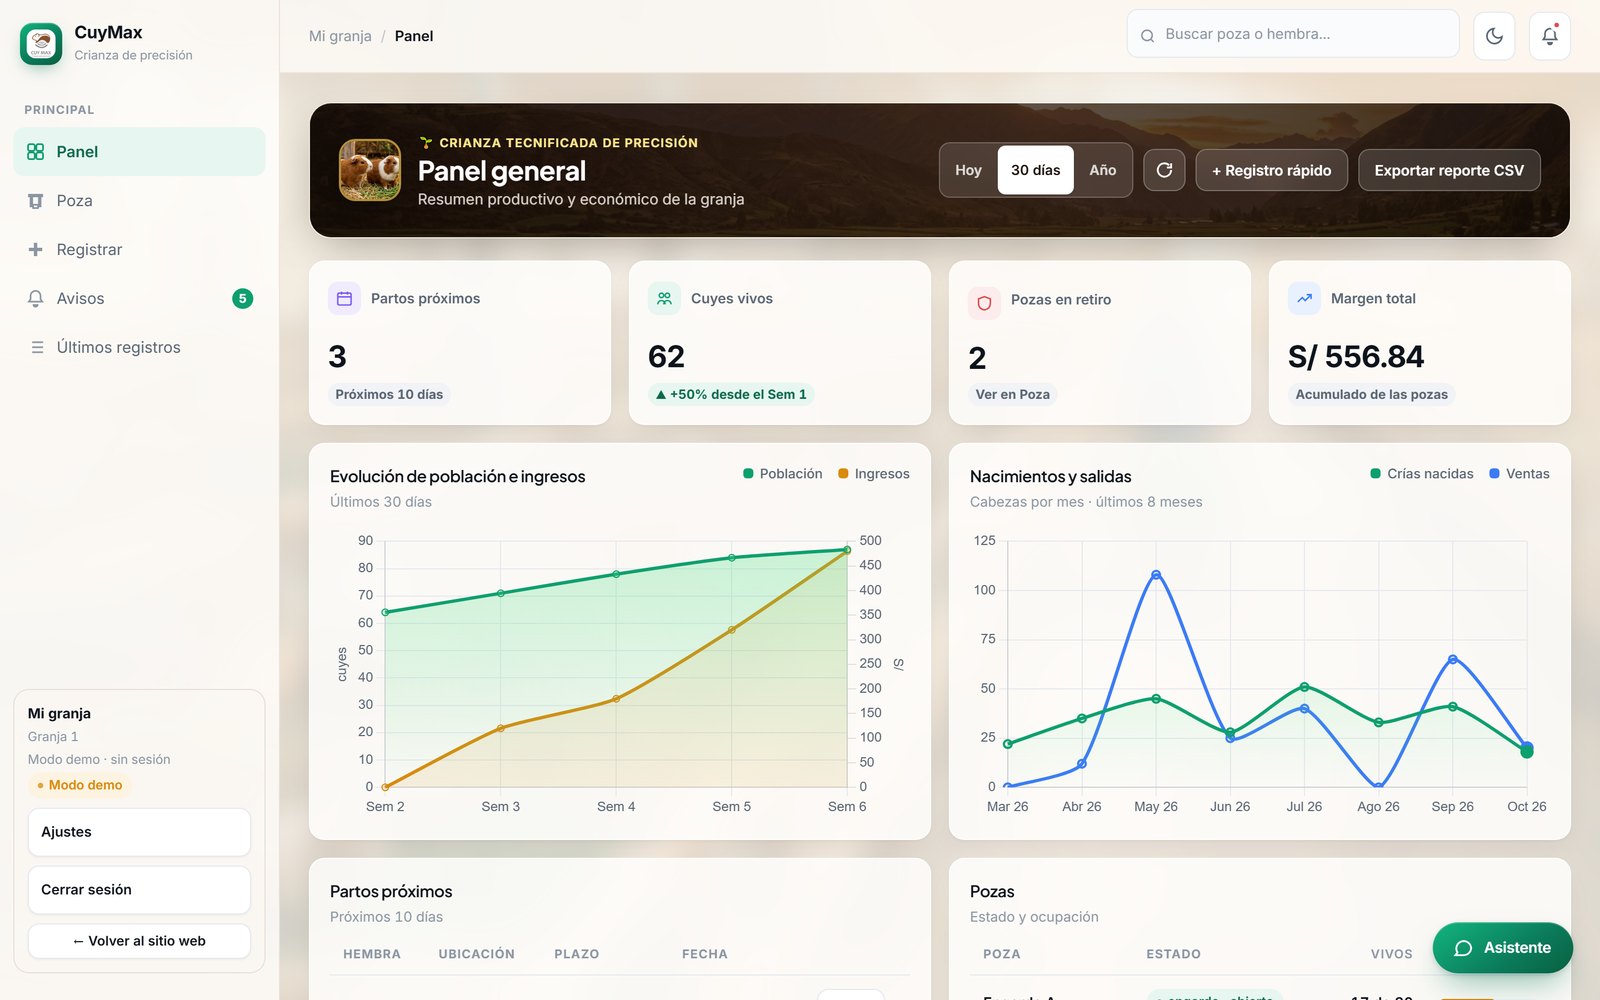 CuyMax
Crianza de precisión
PRINCIPAL
Panel
Poza
Registrar
Avisos
5
Últimos registros
Mi granja
Granja 1
Modo demo · sin sesión
Modo demo
Ajustes
Cerrar sesión
← Volver al sitio web
Mi granja / Panel
Buscar poza o hembra...
CRIANZA TECNIFICADA DE PRECISIÓN
Panel general
Resumen productivo y económico de la granja
Hoy
30 días
Año
+ Registro rápido
Exportar reporte CSV
Partos próximos
3
Próximos 10 días
Cuyes vivos
62
▲ +50% desde el Sem 1
Pozas en retiro
2
Ver en Poza
Margen total
S/ 556.84
Acumulado de las pozas
Evolución de población e ingresos
Últimos 30 días
Población
Ingresos
90
80
70
60
50
40
30
20
10
0
cuyes
500
450
400
350
300
250
200
150
100
50
0
S/
Sem 2
Sem 3
Sem 4
Sem 5
Sem 6
Nacimientos y salidas
Cabezas por mes · últimos 8 meses
Crías nacidas
Ventas
125
100
75
50
25
0
Mar 26
Abr 26
May 26
Jun 26
Jul 26
Ago 26
Sep 26
Oct 26
Partos próximos
Próximos 10 días
HEMBRA
UBICACIÓN
PLAZO
FECHA
Pozas
Estado y ocupación
POZA
ESTADO
VIVOS
Asistente